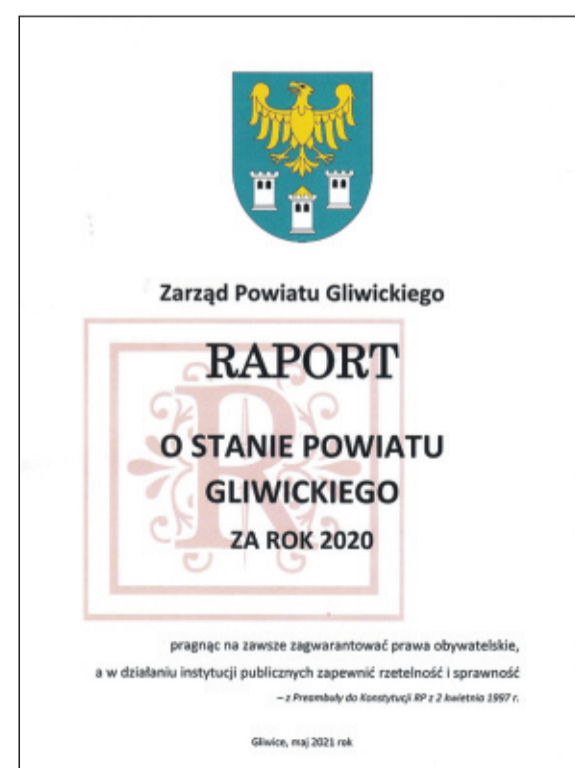 Zarząd Powiatu Gliwickiego
RAPORT
O STANIE POWIATU
GLIWICKIEGO
ZA ROK 2020
pragnąc na zawsze zagwarantować prawa obywatelskie,
a w działaniu instytucji publicznych zapewnić rzetelność i sprawność
– z Preambuły do Konstytucji RP z 2 kwietnia 1997 r.
Gliwice, maj 2021 rok